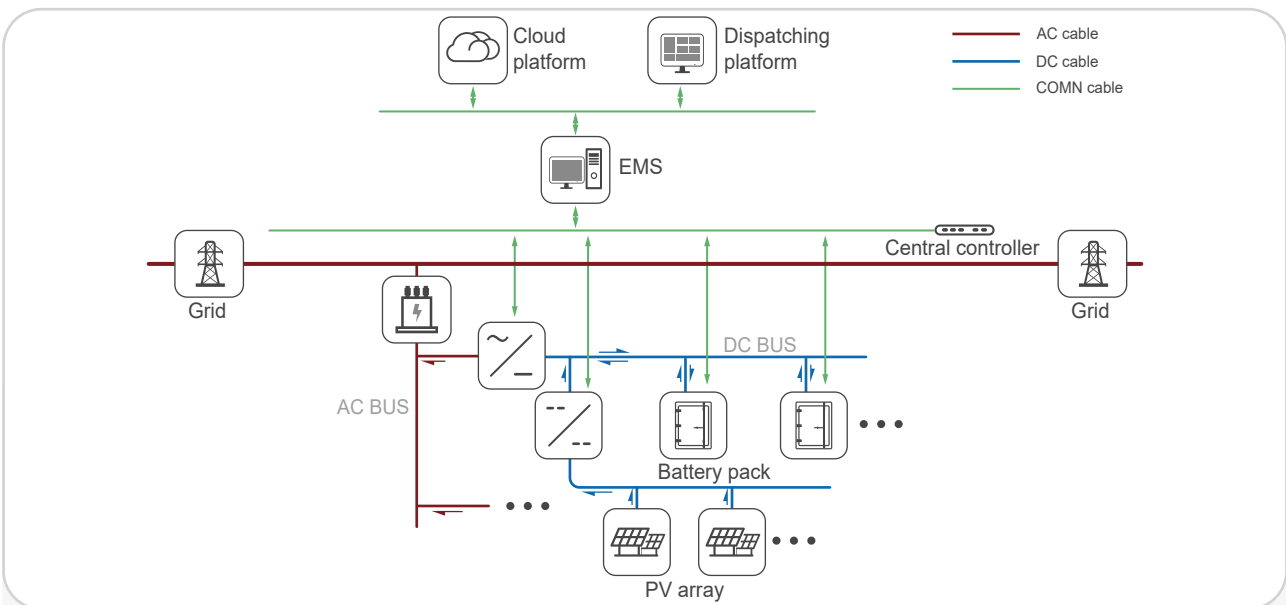 Cloud
platform
Dispatching
platform
AC cable
DC cable
COMN cable
EMS
Central controller
Grid
Grid
DC BUS
AC BUS
Battery pack
PV array